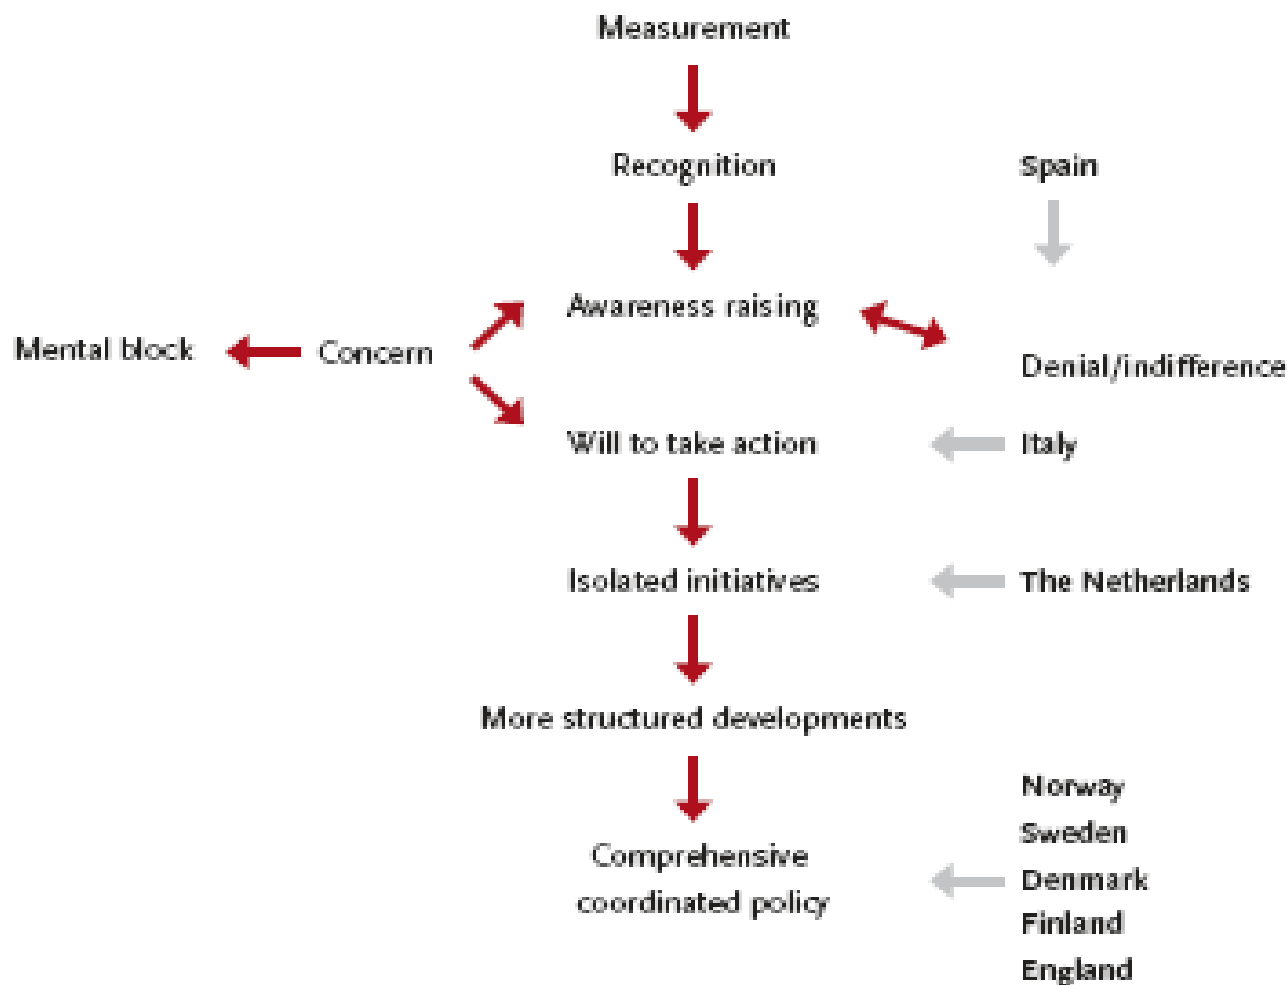 Measurement
Recognition
Spain
Awareness raising
Mental block
Concern
Denial/indifference
Will to take action
Italy
Isolated initiatives
The Netherlands
More structured developments
Norway
Sweden
Comprehensive
coordinated policy
Denmark
Finland
England